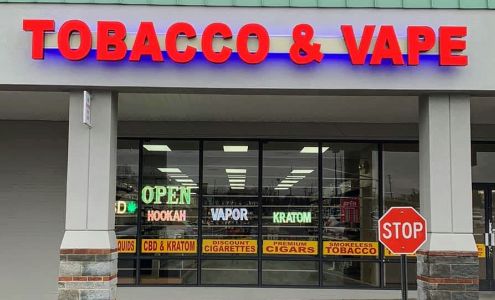 TOBACCO & VAPE
OPEN
HOOKAH
VAPOR
KRATOM
STOP
CBD & KRATOM
DISCOUNT
CIGARETTES
PREMIUM
CIGARS
SMOKELESS
TOBACCO